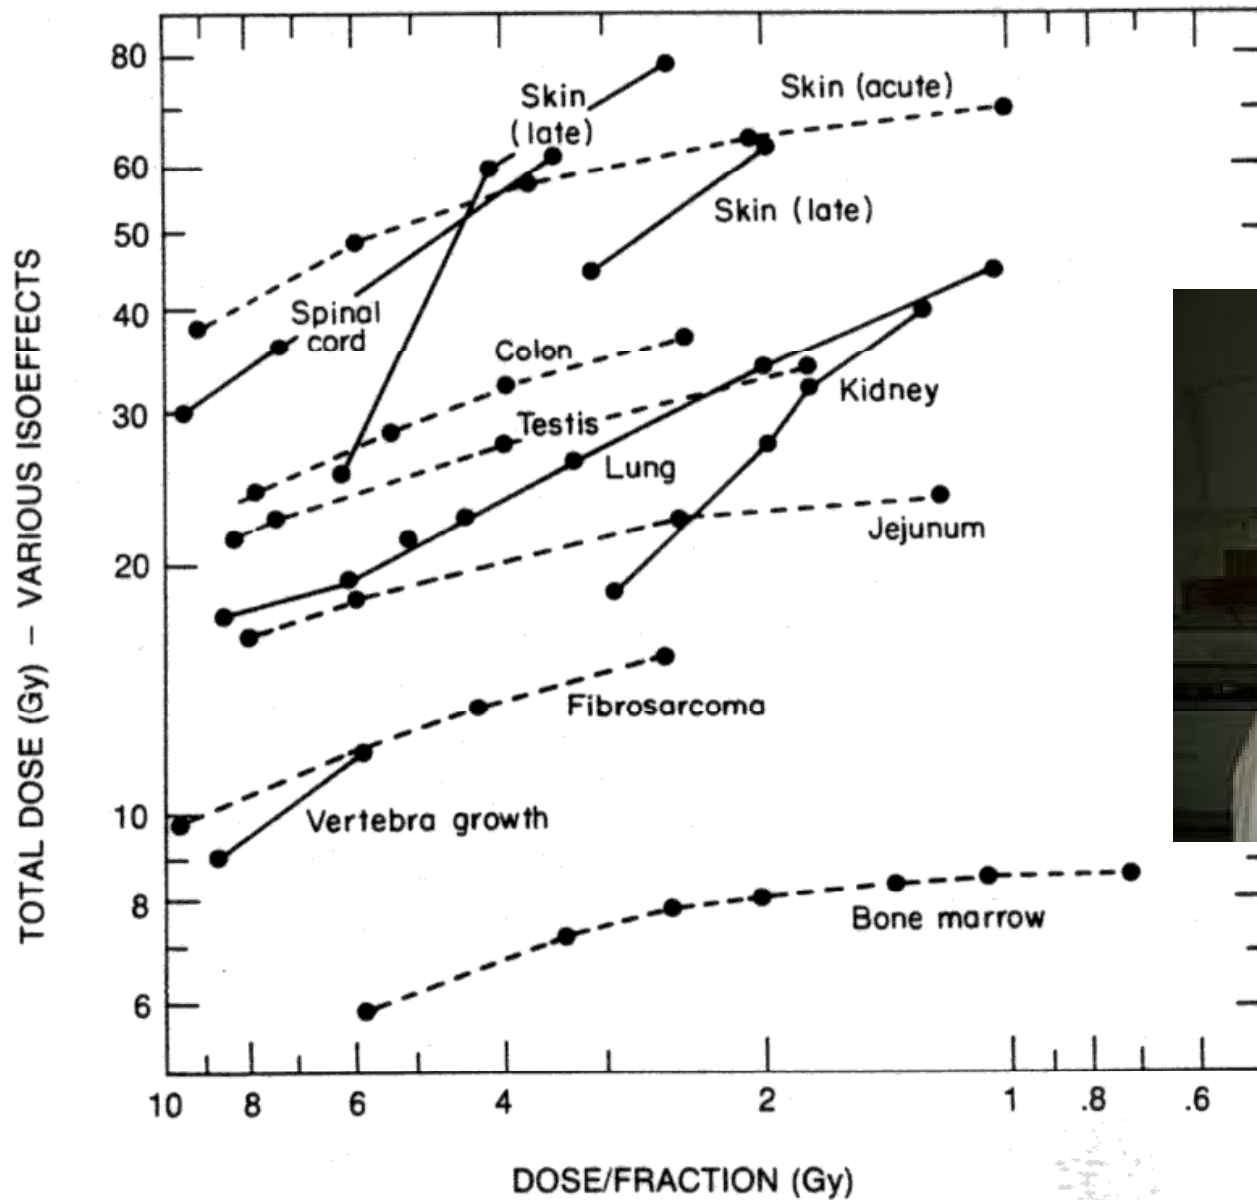 80
60
50
40
30
20
10
8
6
TOTAL DOSE (Gy) – VARIOUS ISOEFFECTS
Skin
(late)
Skin (acute)
Skin (late)
Spinal
cord
Colon
Testis
Kidney
Lung
Jejunum
Fibrosarcoma
Vertebra growth
Bone marrow
10 8 6 4 2 1 .8 .6
DOSE/FRACTION (Gy)